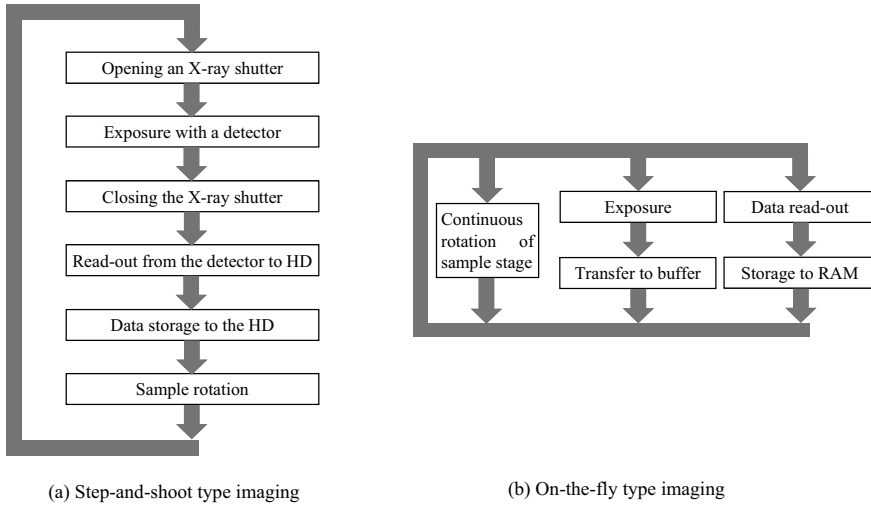 Opening an X-ray shutter
Exposure with a detector
Closing the X-ray shutter
Read-out from the detector to HD
Data storage to the HD
Sample rotation
(a) Step-and-shoot type imaging
Continuous
rotation of
sample stage
Exposure
Transfer to buffer
Data read-out
Storage to RAM
(b) On-the-fly type imaging